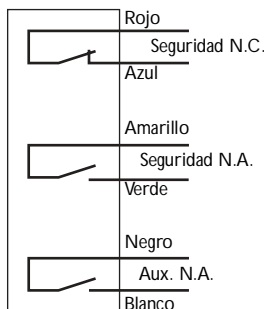 Rojo
Seguridad N.C.
Azul
Amarillo
Seguridad N.A.
Verde
Negro
Aux. N.A.
Blanco